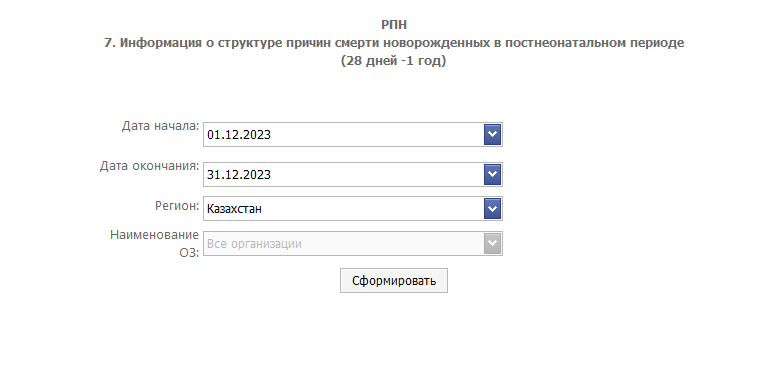 РПН
7. Информация о структуре причин смерти новорожденных в постнеонатальном периоде
(28 дней -1 год)
Дата начала:
01.12.2023
Дата окончания:
31.12.2023
Регион:
Казахстан
Наименование
ОЗ:
Все организации
Сформировать